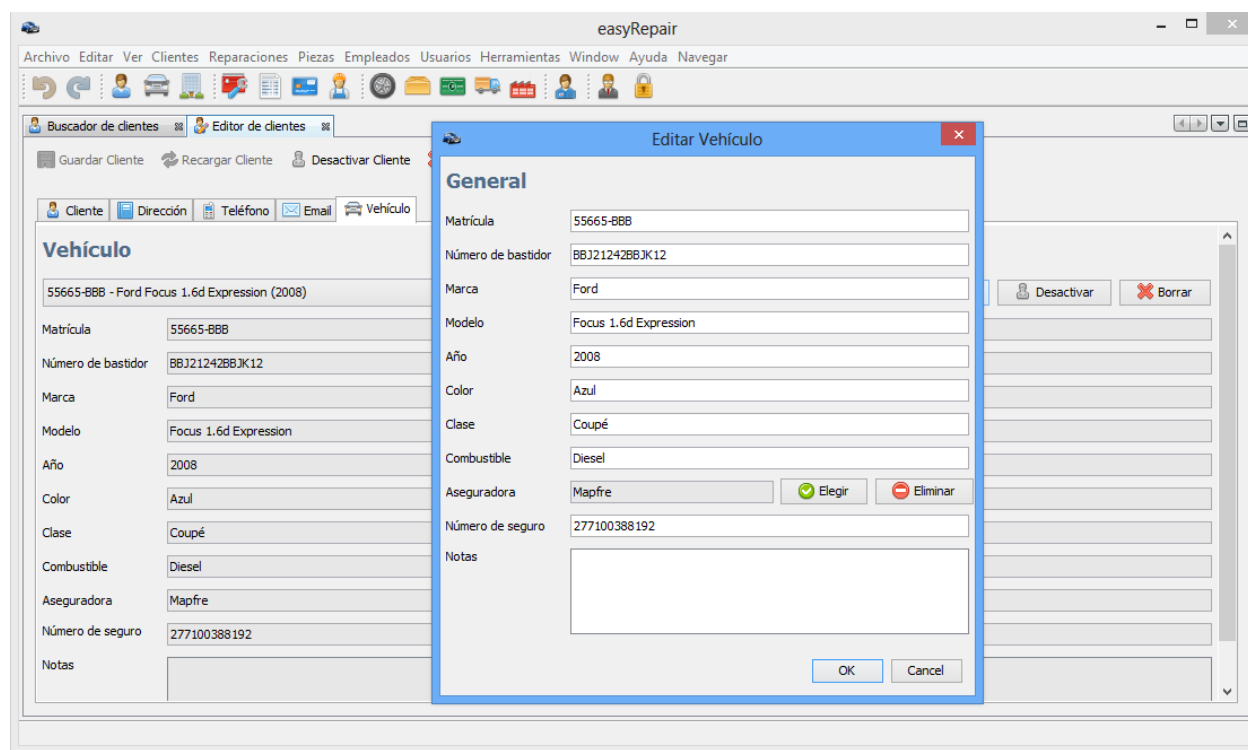 easyRepair
Archivo Editar Ver Clientes Reparaciones Piezas Empleados Usuarios Herramientas Window Ayuda Navegar
Buscador de clientes Editor de clientes
Guardar Cliente Recargar Cliente Desactivar Cliente
Cliente Dirección Teléfono Email Vehículo
Vehículo
55665-BBB - Ford Focus 1.6d Expression (2008) Desactivar Borrar
Matrícula 55665-BBB
Número de bastidor BBJ21242BBJK12
Marca Ford
Modelo Focus 1.6d Expression
Año 2008
Color Azul
Clase Coupé
Combustible Diesel
Aseguradora Mapfre
Número de seguro 277100388192
Notas
Editar Vehículo
General
Matrícula 55665-BBB
Número de bastidor BBJ21242BBJK12
Marca Ford
Modelo Focus 1.6d Expression
Año 2008
Color Azul
Clase Coupé
Combustible Diesel
Aseguradora Mapfre Elegir Eliminar
Número de seguro 277100388192
Notas
OK Cancel